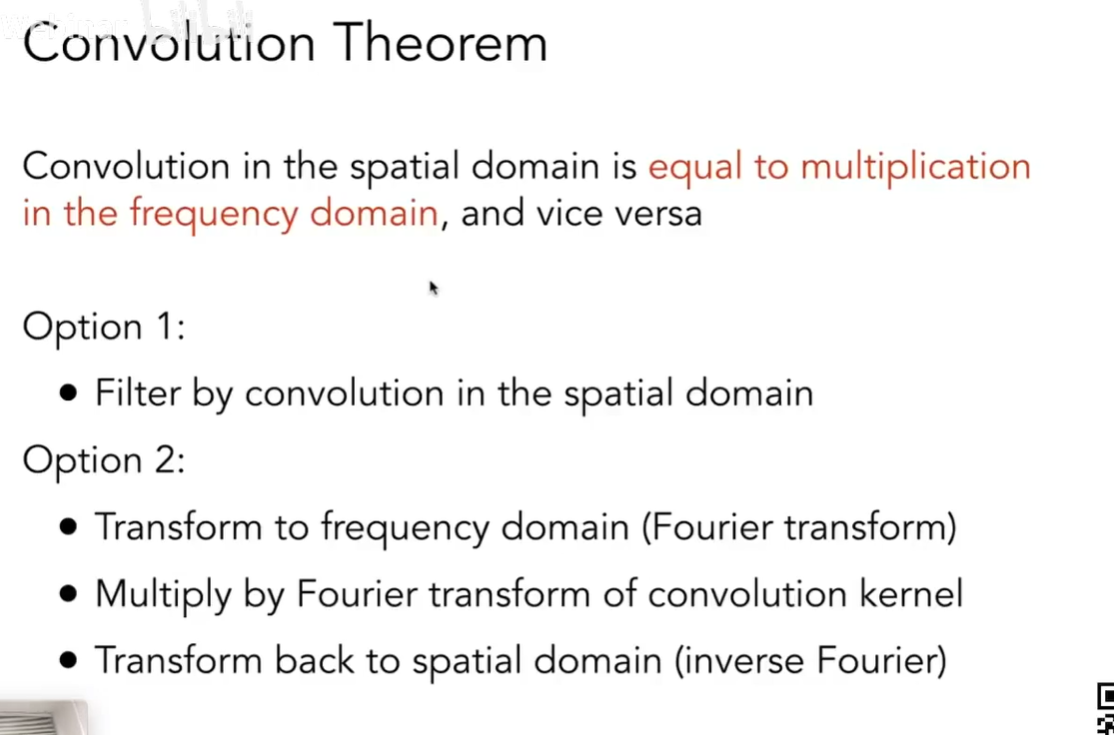 Convolution Theorem
Convolution in the spatial domain is equal to multiplication
in the frequency domain, and vice versa
Option 1:
● Filter by convolution in the spatial domain
Option 2:
● Transform to frequency domain (Fourier transform)
● Multiply by Fourier transform of convolution kernel
● Transform back to spatial domain (inverse Fourier)